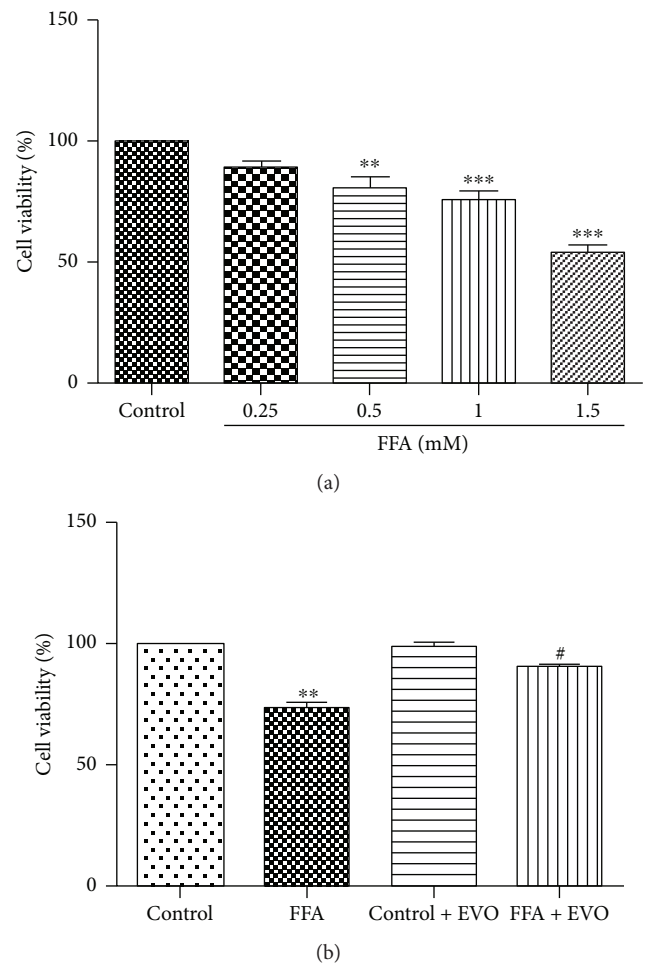 150
100
50
0
Cell viability (%)
**
***
***
Control
0.25
0.5
1
1.5
FFA (mM)
(a)
150
100
50
0
Cell viability (%)
**
#
Control
FFA
Control + EVO
FFA + EVO
(b)